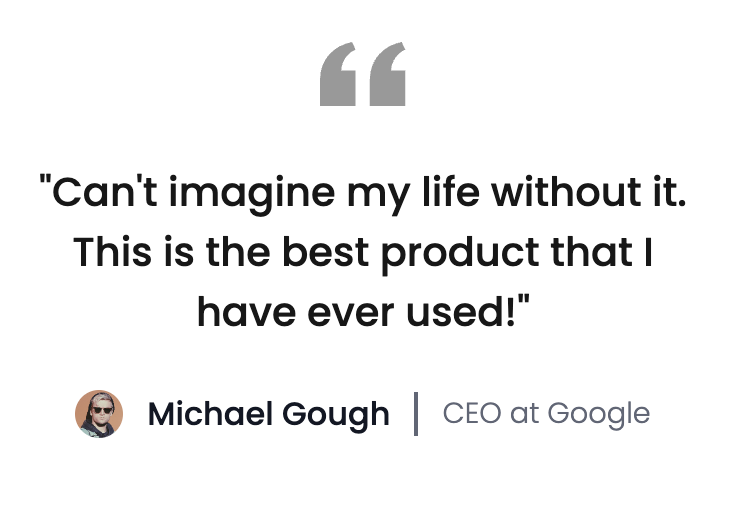 “
"Can't imagine my life without it.
This is the best product that I
have ever used!"
Michael Gough | CEO at Google